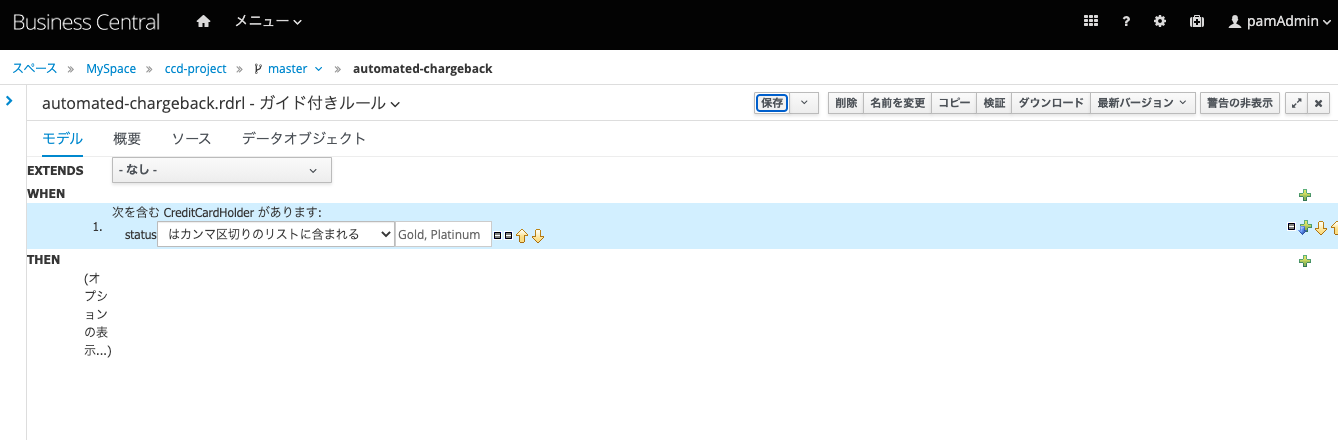 Business Central メニュー ? pamAdmin
スペース » MySpace » ccd-project » master » automated-chargeback
automated-chargeback.rdrl - ガイド付きルール 保存 削除 名前を変更 コピー 検証 ダウンロード 最新バージョン 警告の非表示
モデル 概要 ソース データオブジェクト
EXTENDS - なし -
WHEN
次を含む CreditCardHolder があります:
1.
status はカンマ区切りのリストに含まれる Gold, Platinum
THEN
(オ
プシ
ョン
の表
示...)